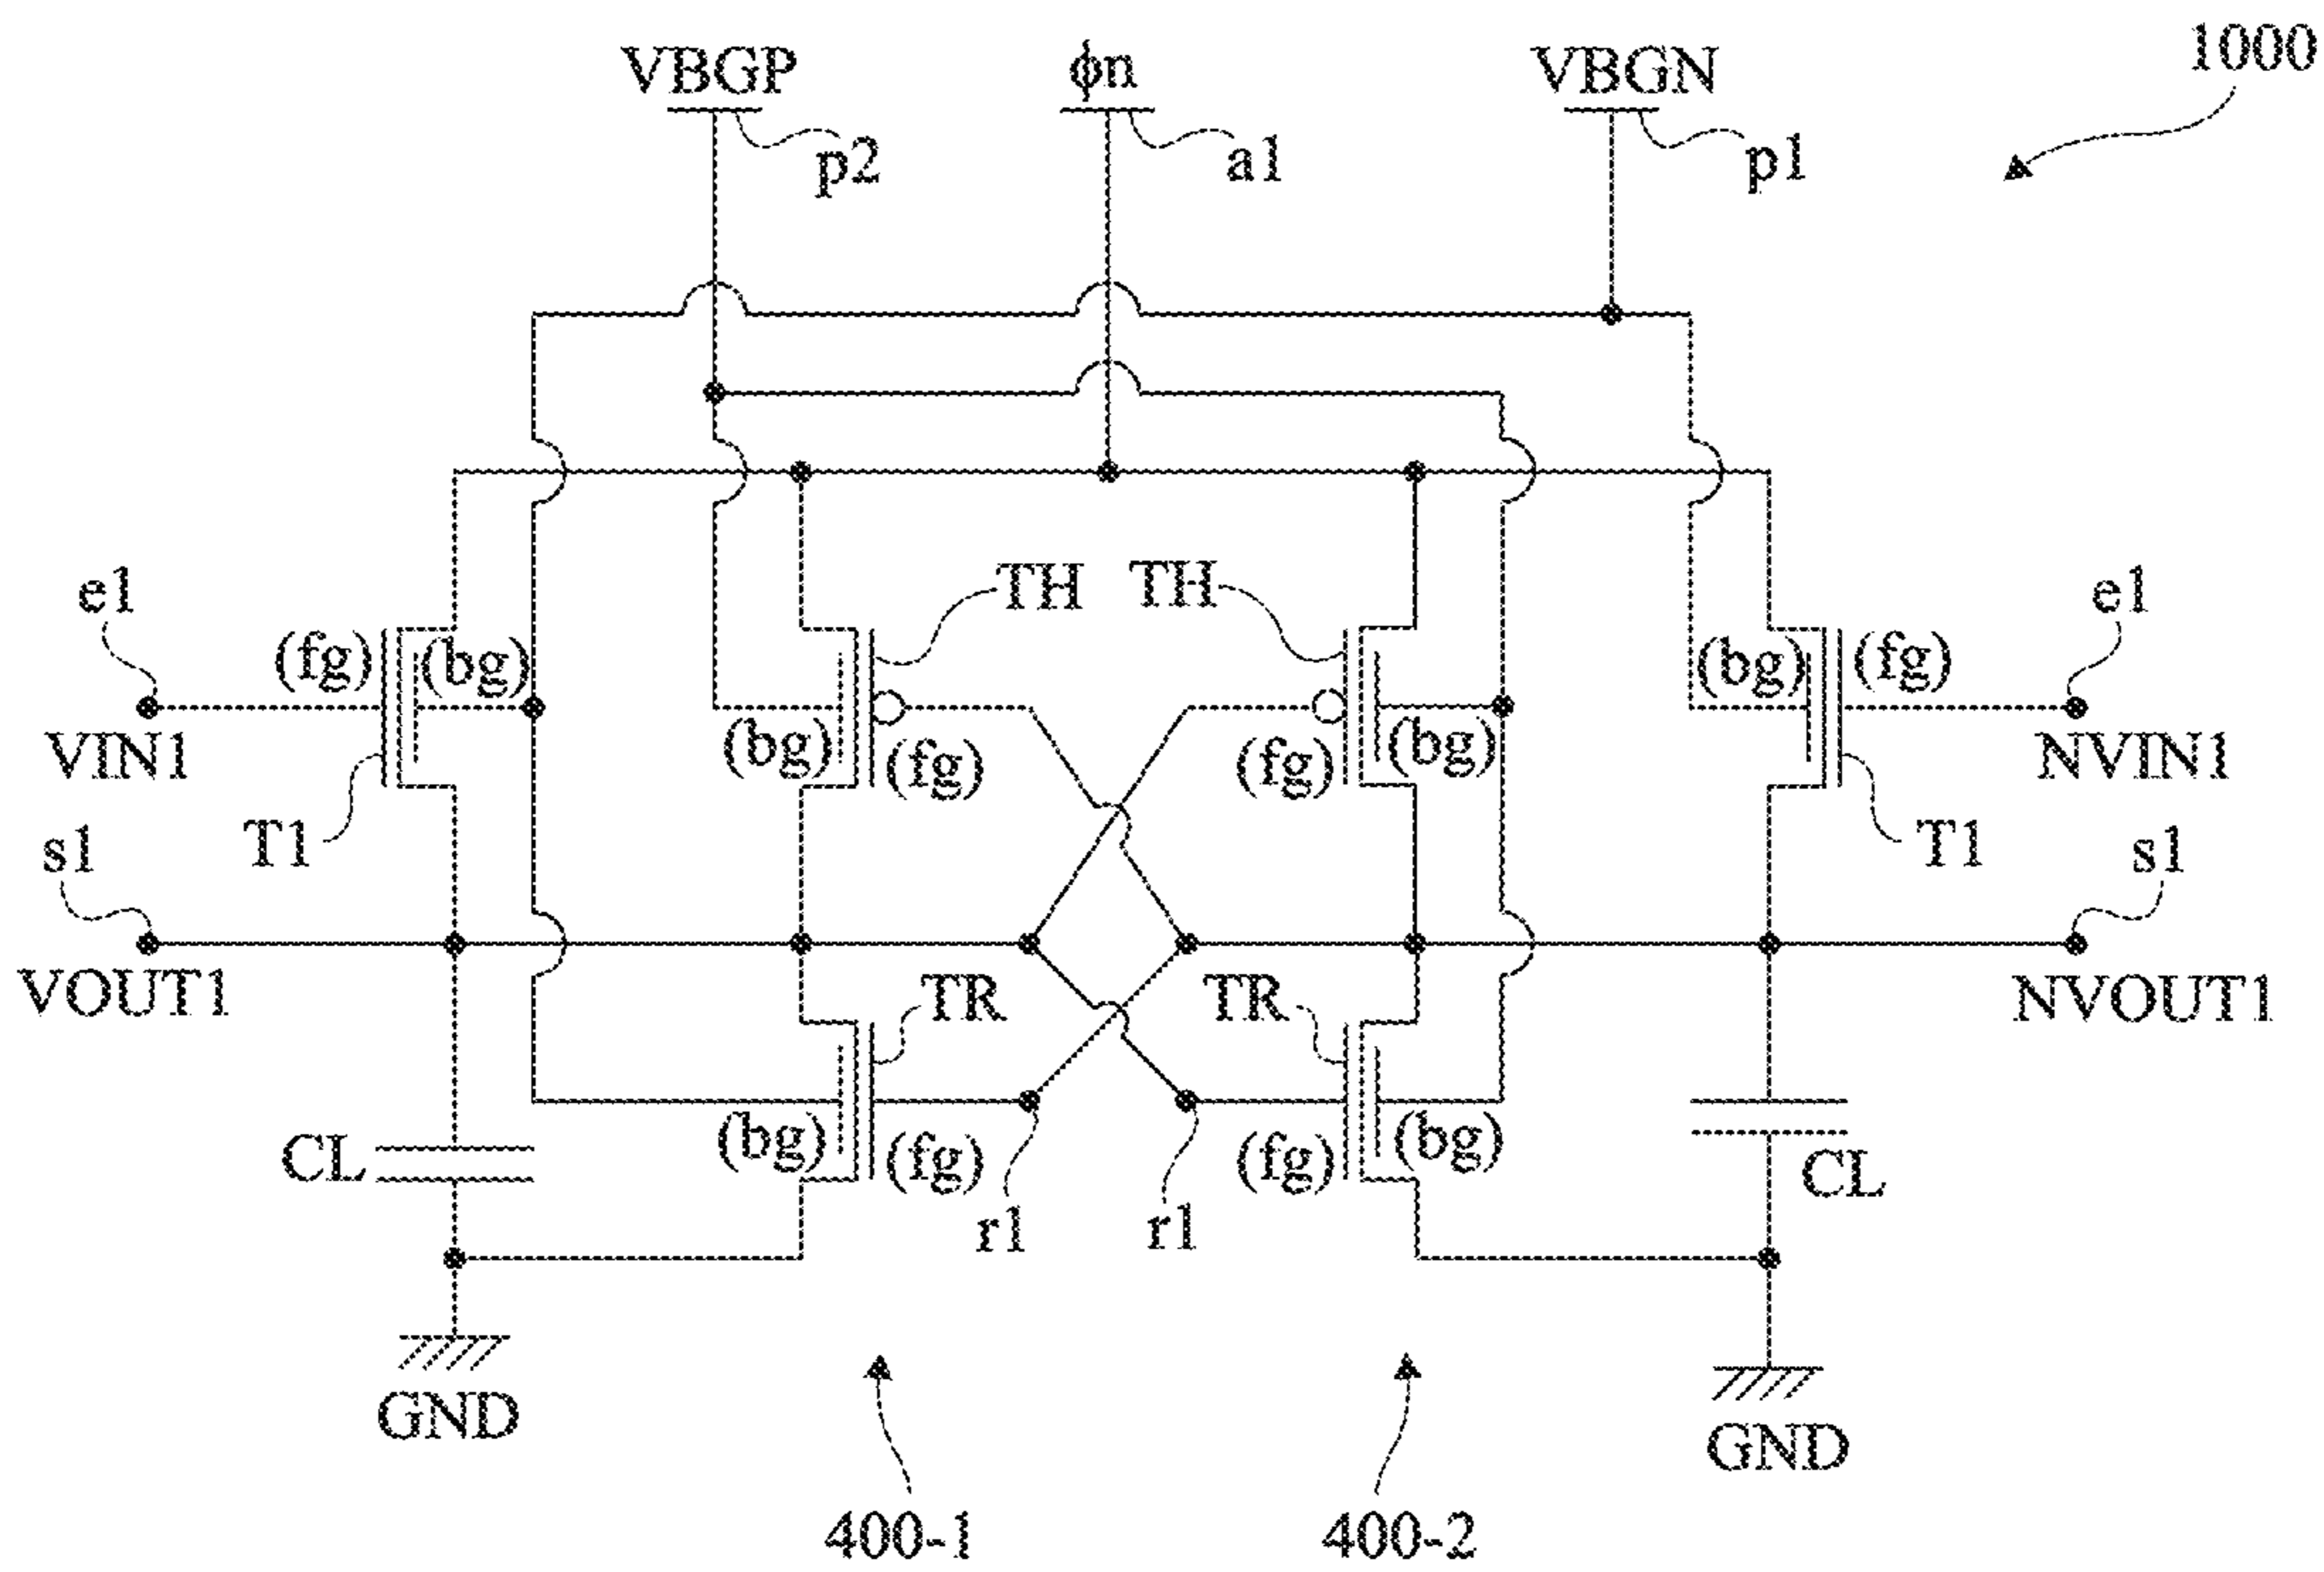 1000
VBGP
ϕn
VBGN
p2
a1
p1
TH
TH
e1
e1
(fg)
(bg)
(bg)
(fg)
VIN1
(bg)
(fg)
(fg)
(bg)
NVIN1
T1
T1
s1
s1
VOUT1
TR
TR
NVOUT1
CL
(bg)
(fg)
(fg)
(bg)
CL
r1
r1
GND
GND
400-1
400-2